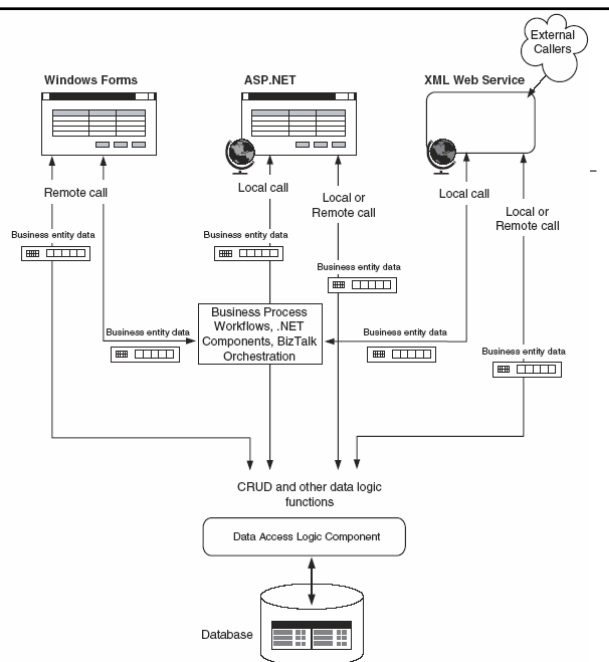 External
Callers
Windows Forms
ASP.NET
XML Web Service
Remote call
Local call
Local or
Remote call
Local call
Local or
Remote call
Business entity data
Business entity data
Business entity data
Business Process
Workflows, .NET
Components, BizTalk
Orchestration
Business entity data
Business entity data
Business entity data
CRUD and other data logic
functions
Data Access Logic Component
Database